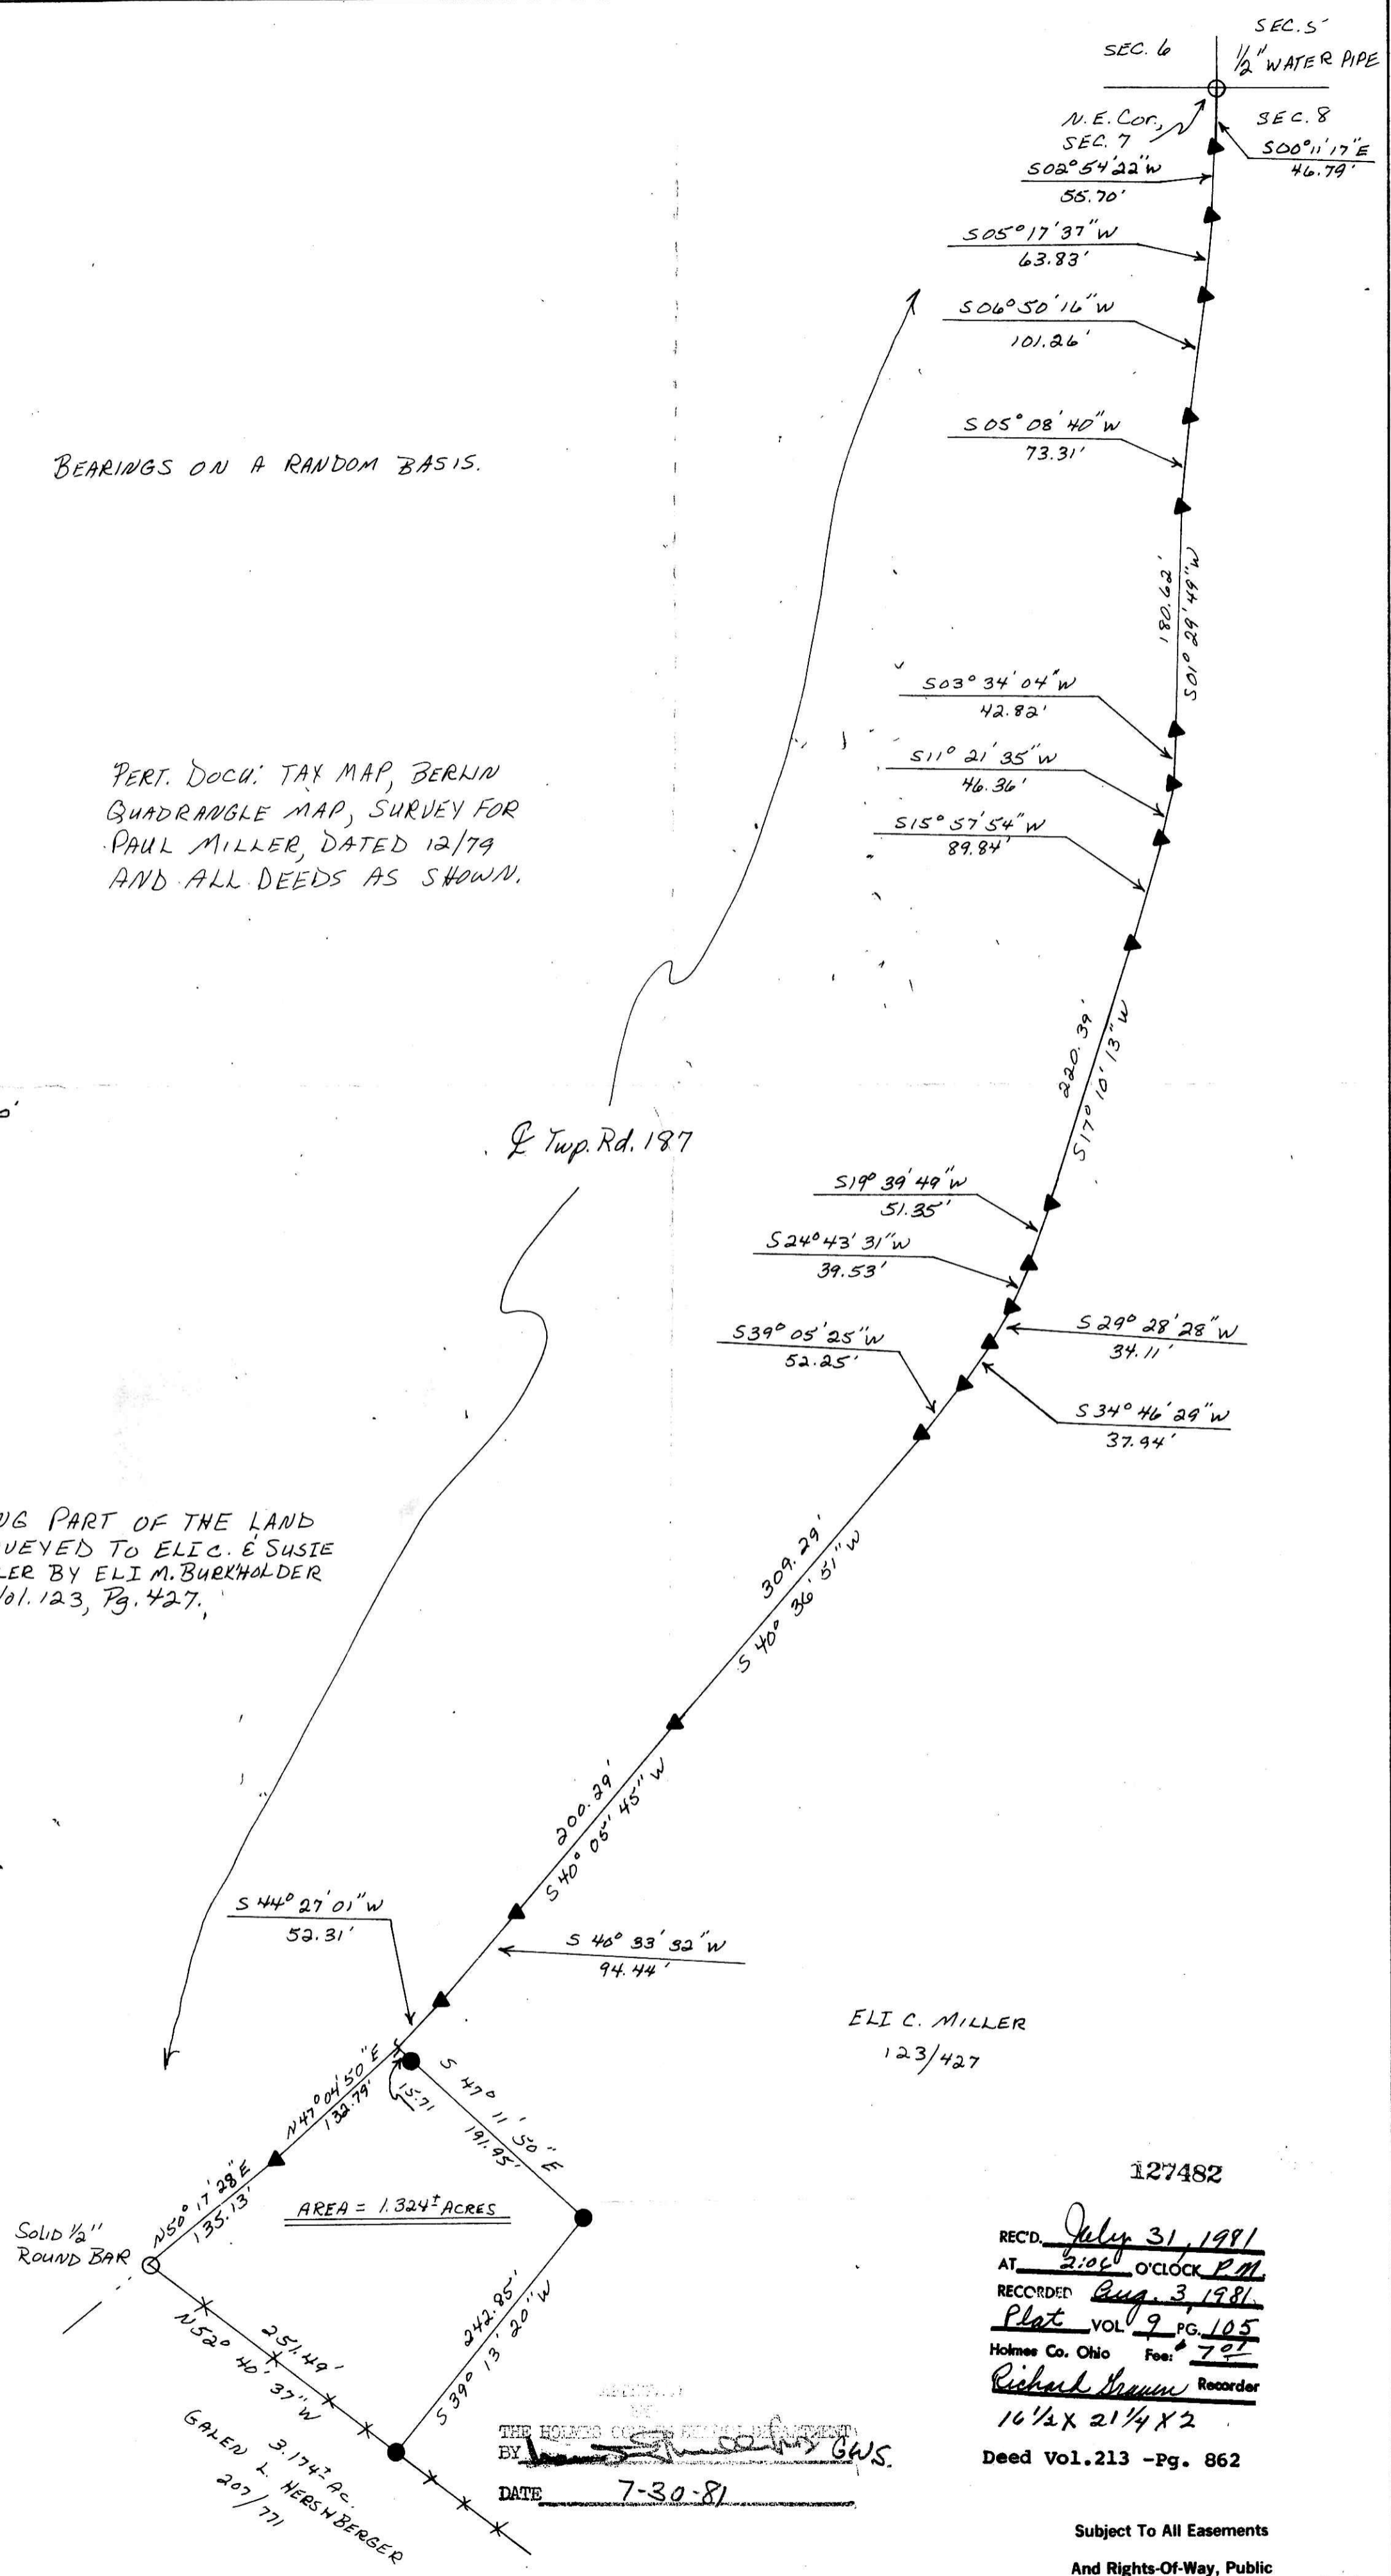 SEC. 6
SEC. 5
1/2" WATER PIPE
N.E. Cor.,
SEC. 7
SEC. 8
S00°11'17"E
46.79'
S02°54'22"W
55.70'
S05°17'37"W
63.83'
S06°50'16"W
101.26'
S05°08'40"W
73.31'
BEARINGS ON A RANDOM BASIS.
180.62'
S01°29'49"W
S03°34'04"W
42.82'
S11°21'35"W
46.36'
S15°57'54"W
89.84'
PERT. DOCU: TAX MAP, BERLIN
QUADRANGLE MAP, SURVEY FOR
PAUL MILLER, DATED 12/79
AND ALL DEEDS AS SHOWN.
220.39'
S17°10'13"W
℄ Twp. Rd. 187
S19°39'49"W
51.35'
S24°43'31"W
39.53'
S29°28'28"W
34.11'
S39°05'25"W
52.25'
S34°46'29"W
37.94'
309.29'
S 40°36'51"W
NG PART OF THE LAND
VEYED TO ELI C. & SUSIE
LER BY ELI M. BURKHOLDER
Vol. 123, Pg. 427.
200.29'
S 40°05'45"W
S 44°27'01"W
52.31'
S 40°33'32"W
94.44'
ELI C. MILLER
123/427
N47°04'50"E
132.79'
15.71
S 47°11'50"E
191.95'
N50°17'28"E
135.13'
AREA = 1.324± ACRES
SOLID 1/2"
ROUND BAR
251.49'
N52°40'37"W
242.85'
S39°13'20"W
3.174± AC.
GALEN L. HERSHBERGER
207/771
THE HOLMES
BY GWS.
DATE 7-30-81
127482
REC'D. July 31, 1981
AT O'CLOCK P.M.
RECORDED Aug. 3, 1981
Plat VOL 9 PG. 105
Holmes Co. Ohio Fee: $
Richard Recorder
16 1/2 X 21 1/4 X 2
Deed Vol.213 -Pg. 862
Subject To All Easements
And Rights-Of-Way, Public